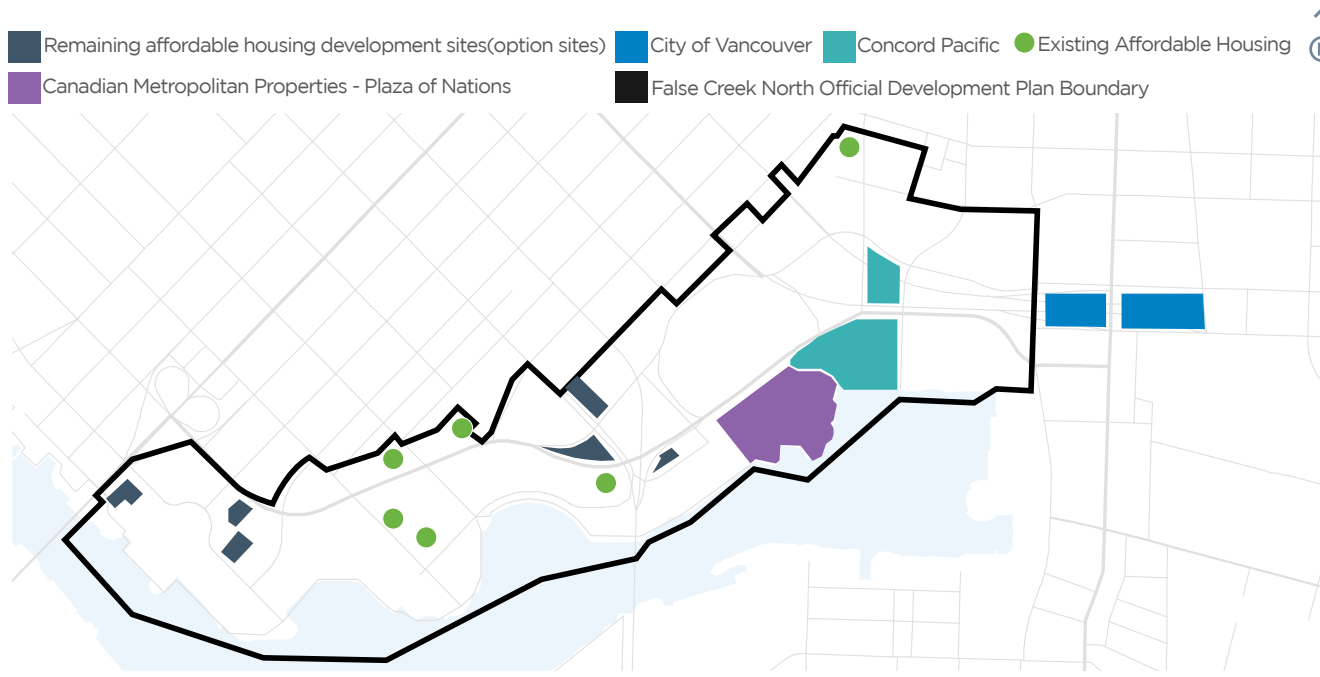 Remaining affordable housing development sites(option sites) City of Vancouver Concord Pacific Existing Affordable Housing
Canadian Metropolitan Properties - Plaza of Nations False Creek North Official Development Plan Boundary